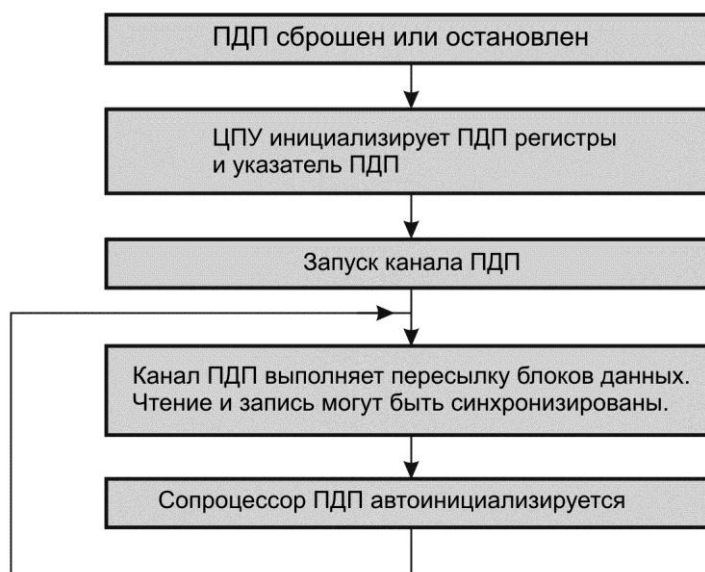 ПДП сброшен или остановлен
ЦПУ инициализирует ПДП регистры
и указатель ПДП
Запуск канала ПДП
Канал ПДП выполняет пересылку блоков данных.
Чтение и запись могут быть синхронизированы.
Сопроцессор ПДП автоинициализируется